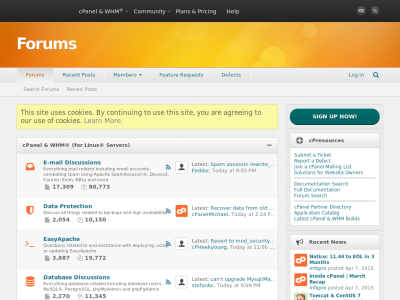 cPanel & WHM® Community Plans & Pricing Help
Forums
Forums Recent Posts Members Feature Requests Defects Log in
Search Forums Recent Posts
This site uses cookies. By continuing to use this site, you are agreeing to
our use of cookies. Learn More.
SIGN UP NOW!
cPanel & WHM® (for Linux® Servers)
E-mail Discussions
Everything mail related including email accounts,
combating spam using Apache SpamAssassin, Dovecot,
Courier, Exim, RBLs and more
17,309 80,773
Latest: Spam assassin rewrite_...
Feddar, Today at 8:03 PM
Data Protection
Discuss all things related to backups and high availability
2,054 10,150
Latest: Recover data from old ...
cPanelMichael, Today at 2:24 P...
EasyApache
Questions related to and assistance with deploying, using,
or updating EasyApache
3,887 19,772
Latest: Revert to mod_security...
cPHeekyoung, Today at 11:00 ...
Database Discussions
Everything database related including database users,
MySQL®, PostgreSQL, phpMyAdmin and phpPgAdmin
2,270 11,345
Latest: can't upgrade Mysql/Ma...
stefanbc, Today at 6:09 PM
cPresources
Submit a Ticket
Report a Defect
Join a cPanel Mailing List
Solutions for Website Owners
Documentation Search
Full Documentation
Forum Search
cPanel Partner Directory
Application Catalog
Latest cPanel & WHM Builds
Recent News
Notice: 11.44 to EOL in
3 Months
Infopro posted Apr 7, 2015
Inside cPanel | March
Recap
Infopro posted Apr 7, 2015
Tomcat & CentOS 7